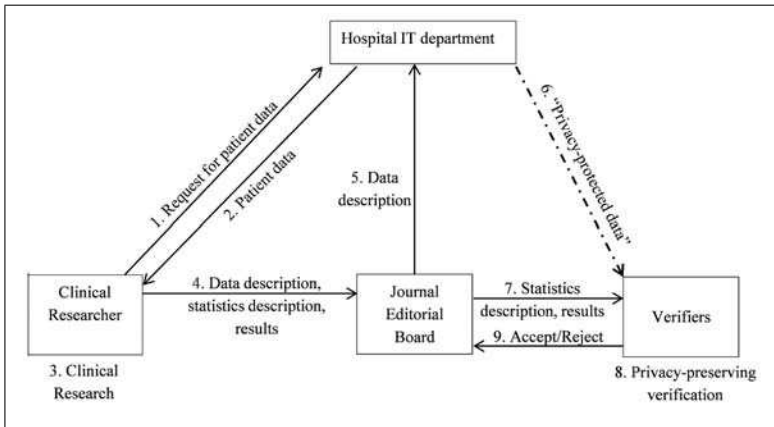 Hospital IT department
1. Request for patient data
2. Patient data
5. Data
description
6. “Privacy-protected data”
Clinical
Researcher
3. Clinical
Research
4. Data description,
statistics description,
results
Journal
Editorial
Board
7. Statistics
description, results
9. Accept/Reject
Verifiers
8. Privacy-preserving
verification